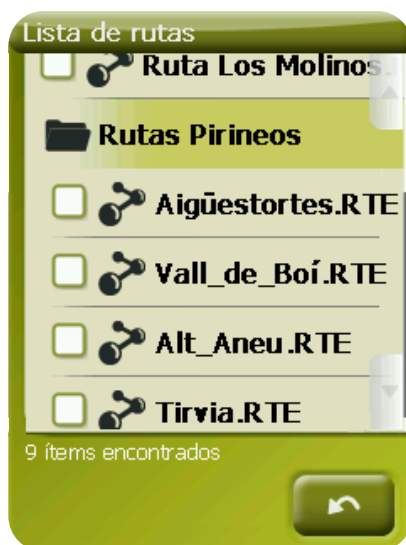 Lista de rutas
Ruta Los Molinos.
Rutas Pirineos
Aigüestortes.RTE
Vall_de_Boí.RTE
Alt_Aneu.RTE
Tirvia.RTE
9 ítems encontrados